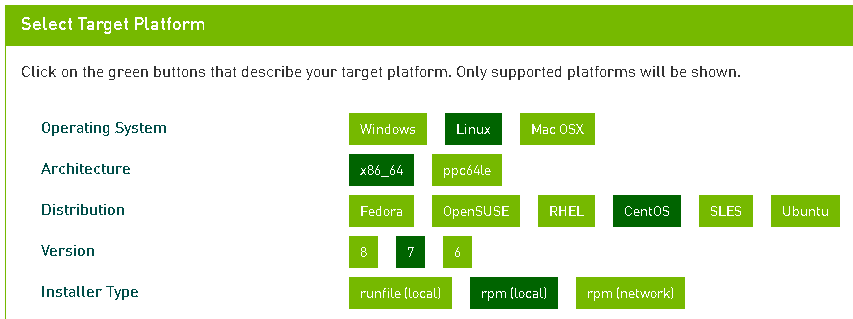 Select Target Platform
Click on the green buttons that describe your target platform. Only supported platforms will be shown.
Operating System Windows Linux Mac OSX
Architecture x86_64 ppc64le
Distribution Fedora OpenSUSE RHEL CentOS SLES Ubuntu
Version 8 7 6
Installer Type runfile (local) rpm (local) rpm (network)